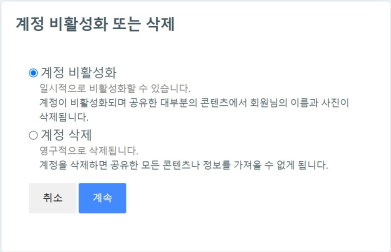 계정 비활성화 또는 삭제
계정 비활성화
일시적으로 비활성화할 수 있습니다.
계정이 비활성화되며 공유한 대부분의 콘텐츠에서 회원님의 이름과 사진이
삭제됩니다.
계정 삭제
영구적으로 삭제됩니다.
계정을 삭제하면 공유한 모든 콘텐츠나 정보를 가져올 수 없게 됩니다.
취소 계속